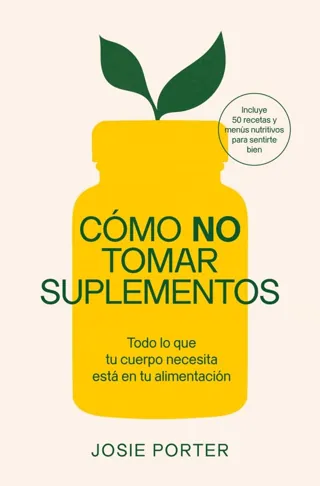 Incluye
50 recetas y
menús nutritivos
para sentirte
bien
CÓMO NO
TOMAR
SUPLEMENTOS
Todo lo que
tu cuerpo necesita
está en tu alimentación
JOSIE PORTER